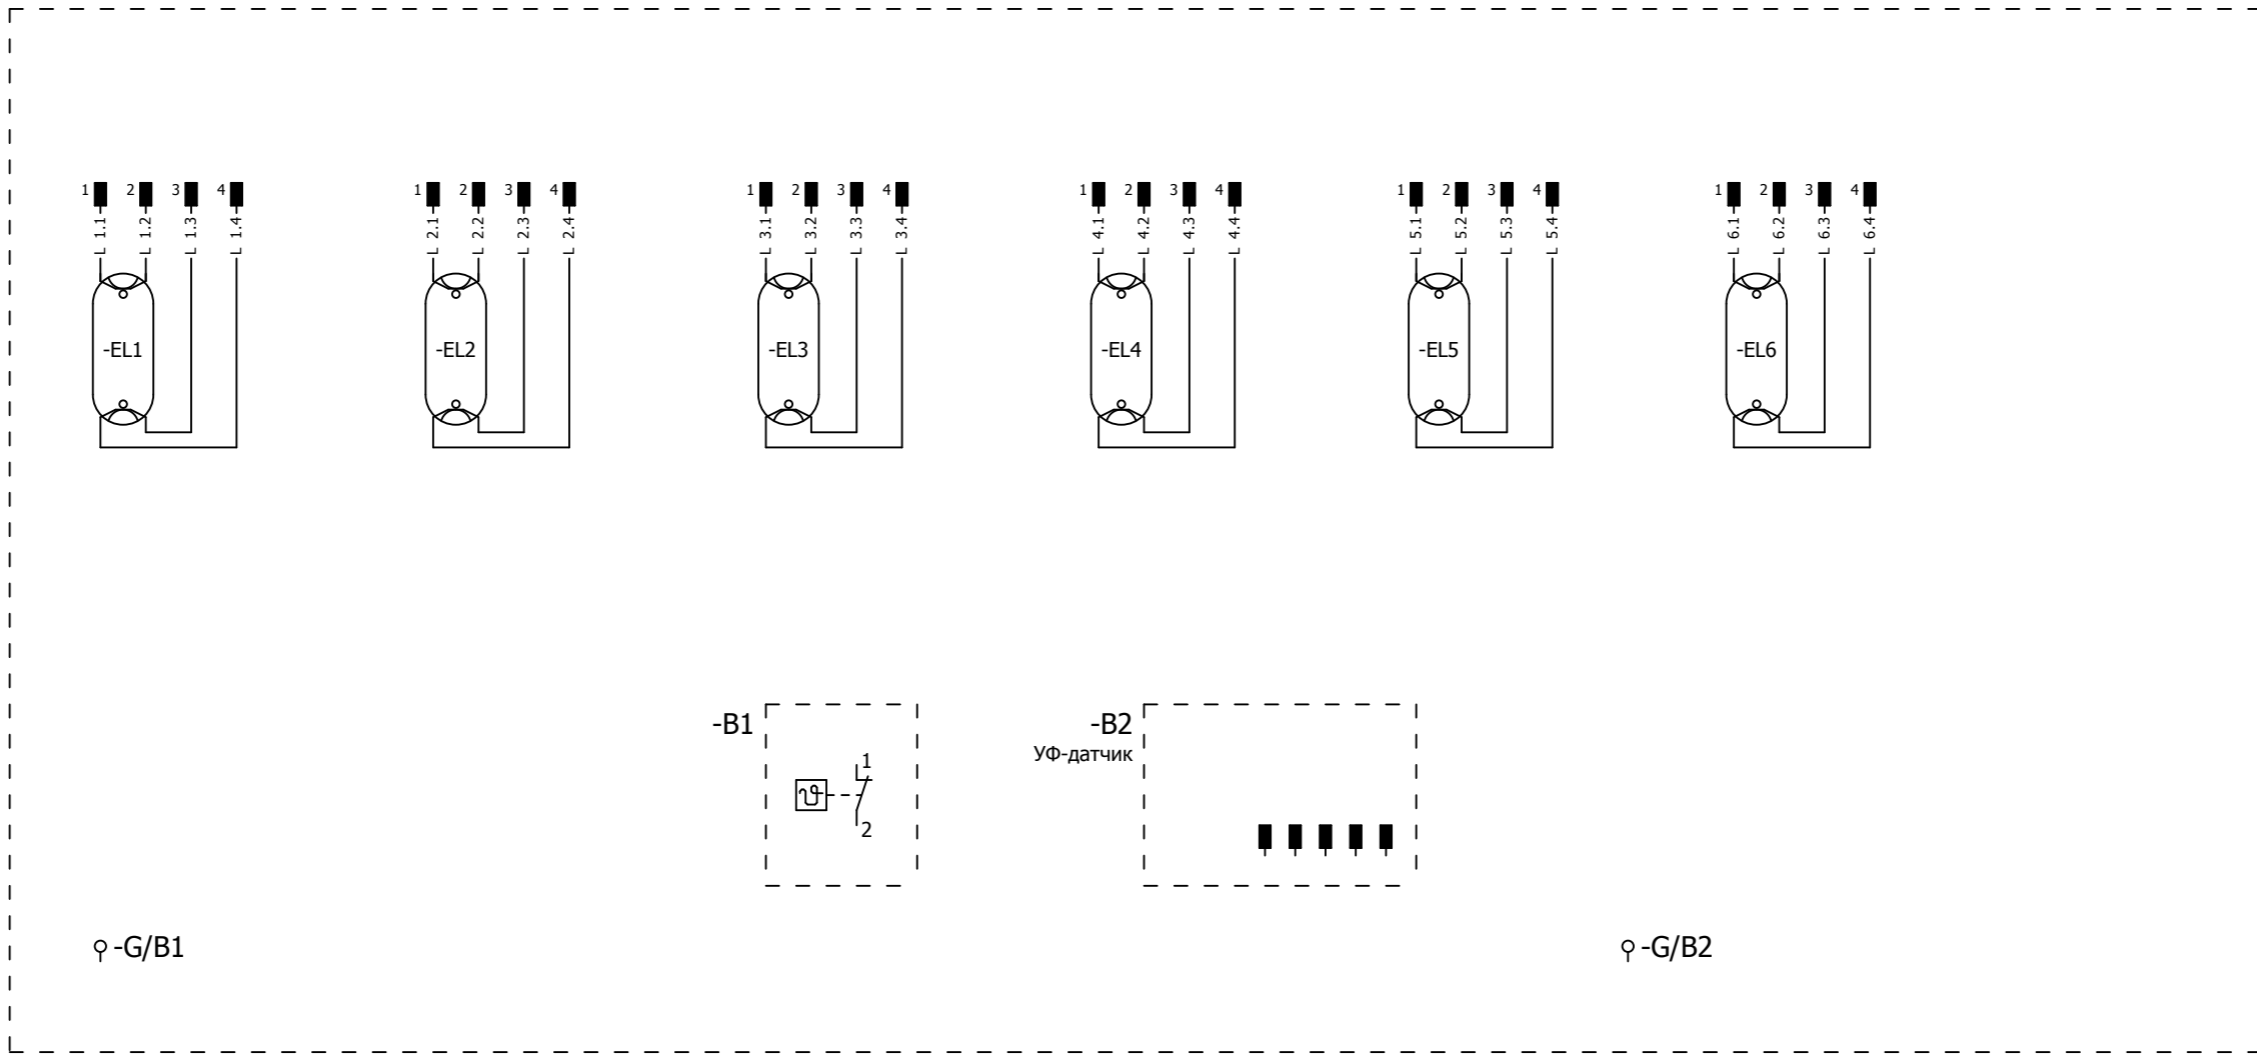 1 2 3 4
L 1.1 L 1.2 L 1.3 L 1.4
-EL1
1 2 3 4
L 2.1 L 2.2 L 2.3 L 2.4
-EL2
1 2 3 4
L 3.1 L 3.2 L 3.3 L 3.4
-EL3
1 2 3 4
L 4.1 L 4.2 L 4.3 L 4.4
-EL4
1 2 3 4
L 5.1 L 5.2 L 5.3 L 5.4
-EL5
1 2 3 4
L 6.1 L 6.2 L 6.3 L 6.4
-EL6
-B1
1
ϑ
2
-B2
УФ-датчик
-G/B1
-G/B2